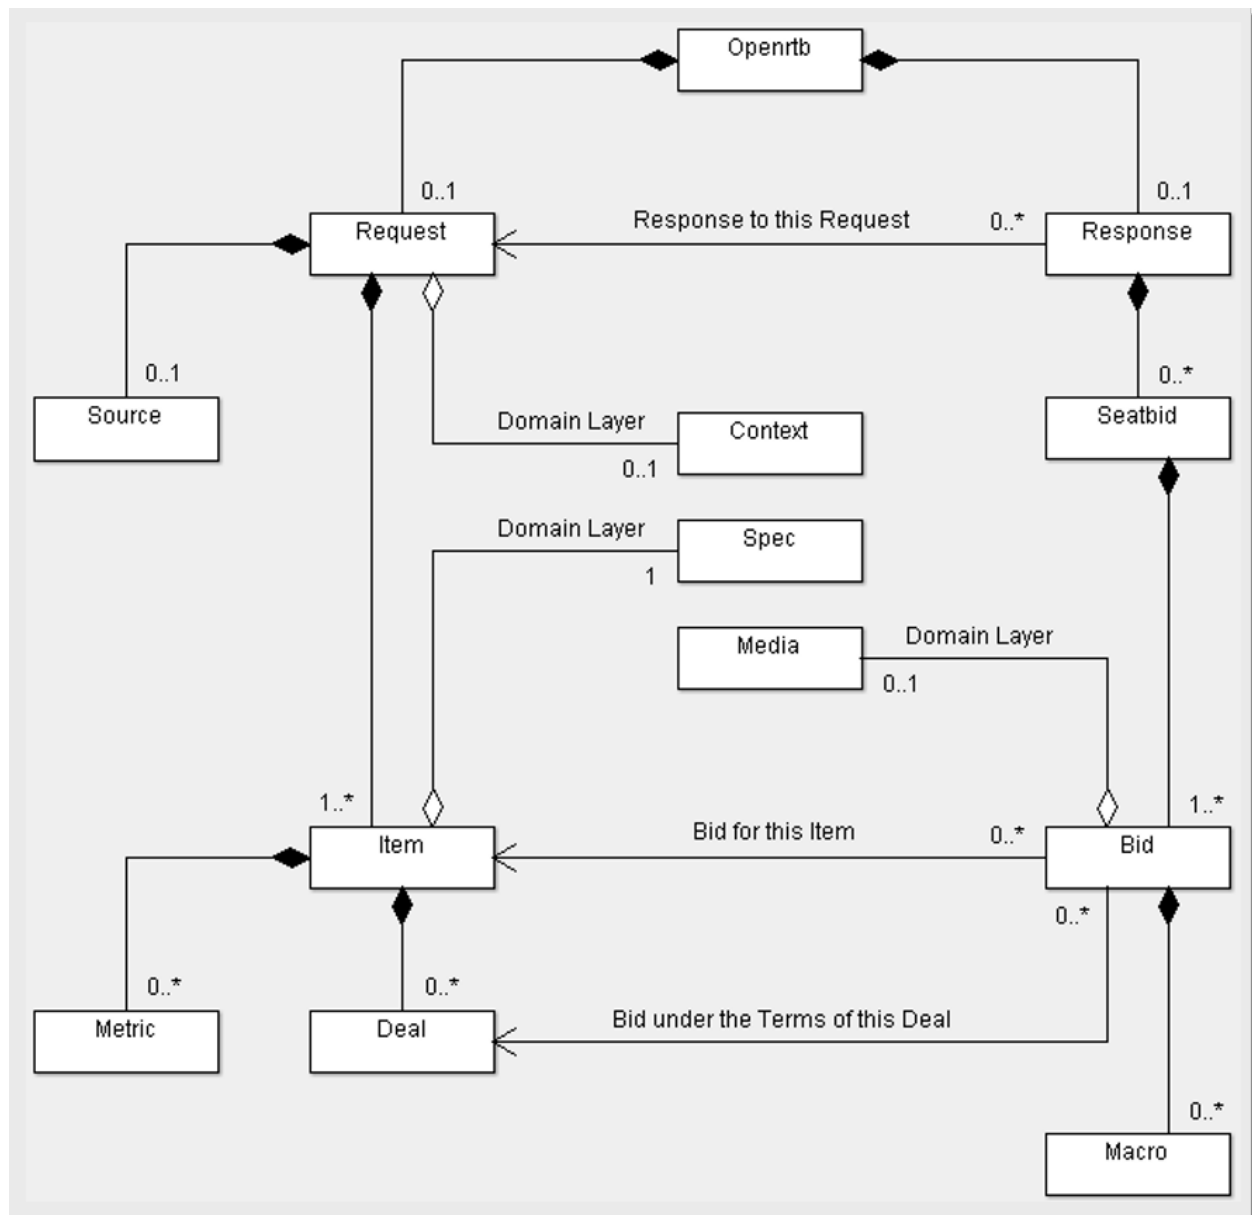 Openrtb
0..1
0..1
Request
Response to this Request
0..*
Response
0..1
0..*
Source
Domain Layer
Context
Seatbid
0..1
Domain Layer
Spec
1
Media
Domain Layer
0..1
1..*
1..*
Item
Bid for this Item
0..*
Bid
0..*
0..*
0..*
Metric
Deal
Bid under the Terms of this Deal
0..*
Macro